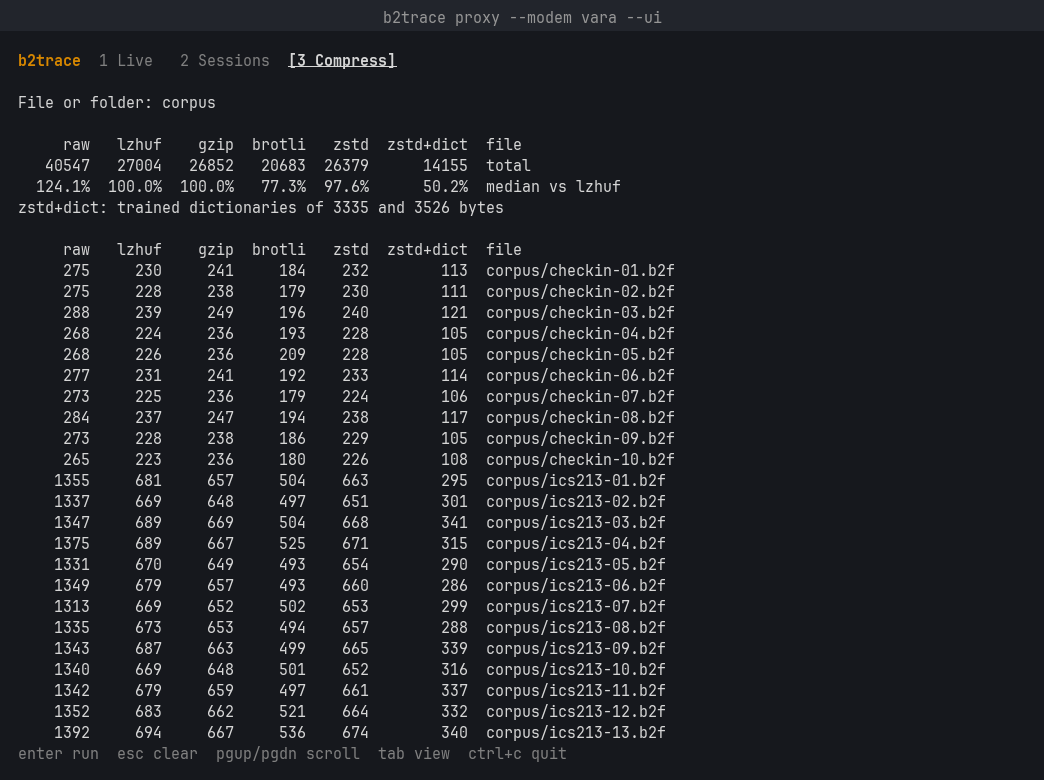 b2trace proxy --modem vara --ui
b2trace  1 Live   2 Sessions  [3 Compress]
File or folder: corpus
     raw   lzhuf    gzip  brotli   zstd  zstd+dict  file
   40547   27004   26852   20683  26379      14155  total
  124.1%  100.0%  100.0%   77.3%  97.6%      50.2%  median vs lzhuf
zstd+dict: trained dictionaries of 3335 and 3526 bytes
     raw   lzhuf    gzip  brotli   zstd  zstd+dict  file
     275     230     241     184    232        113  corpus/checkin-01.b2f
     275     228     238     179    230        111  corpus/checkin-02.b2f
     288     239     249     196    240        121  corpus/checkin-03.b2f
     268     224     236     193    228        105  corpus/checkin-04.b2f
     268     226     236     209    228        105  corpus/checkin-05.b2f
     277     231     241     192    233        114  corpus/checkin-06.b2f
     273     225     236     179    224        106  corpus/checkin-07.b2f
     284     237     247     194    238        117  corpus/checkin-08.b2f
     273     228     238     186    229        105  corpus/checkin-09.b2f
     265     223     236     180    226        108  corpus/checkin-10.b2f
    1355     681     657     504    663        295  corpus/ics213-01.b2f
    1337     669     648     497    651        301  corpus/ics213-02.b2f
    1347     689     669     504    668        341  corpus/ics213-03.b2f
    1375     689     667     525    671        315  corpus/ics213-04.b2f
    1331     670     649     493    654        290  corpus/ics213-05.b2f
    1349     679     657     493    660        286  corpus/ics213-06.b2f
    1313     669     652     502    653        299  corpus/ics213-07.b2f
    1335     673     653     494    657        288  corpus/ics213-08.b2f
    1343     687     663     499    665        339  corpus/ics213-09.b2f
    1340     669     648     501    652        316  corpus/ics213-10.b2f
    1342     679     659     497    661        337  corpus/ics213-11.b2f
    1352     683     662     521    664        332  corpus/ics213-12.b2f
    1392     694     667     536    674        340  corpus/ics213-13.b2f
enter run  esc clear  pgup/pgdn scroll  tab view  ctrl+c quit